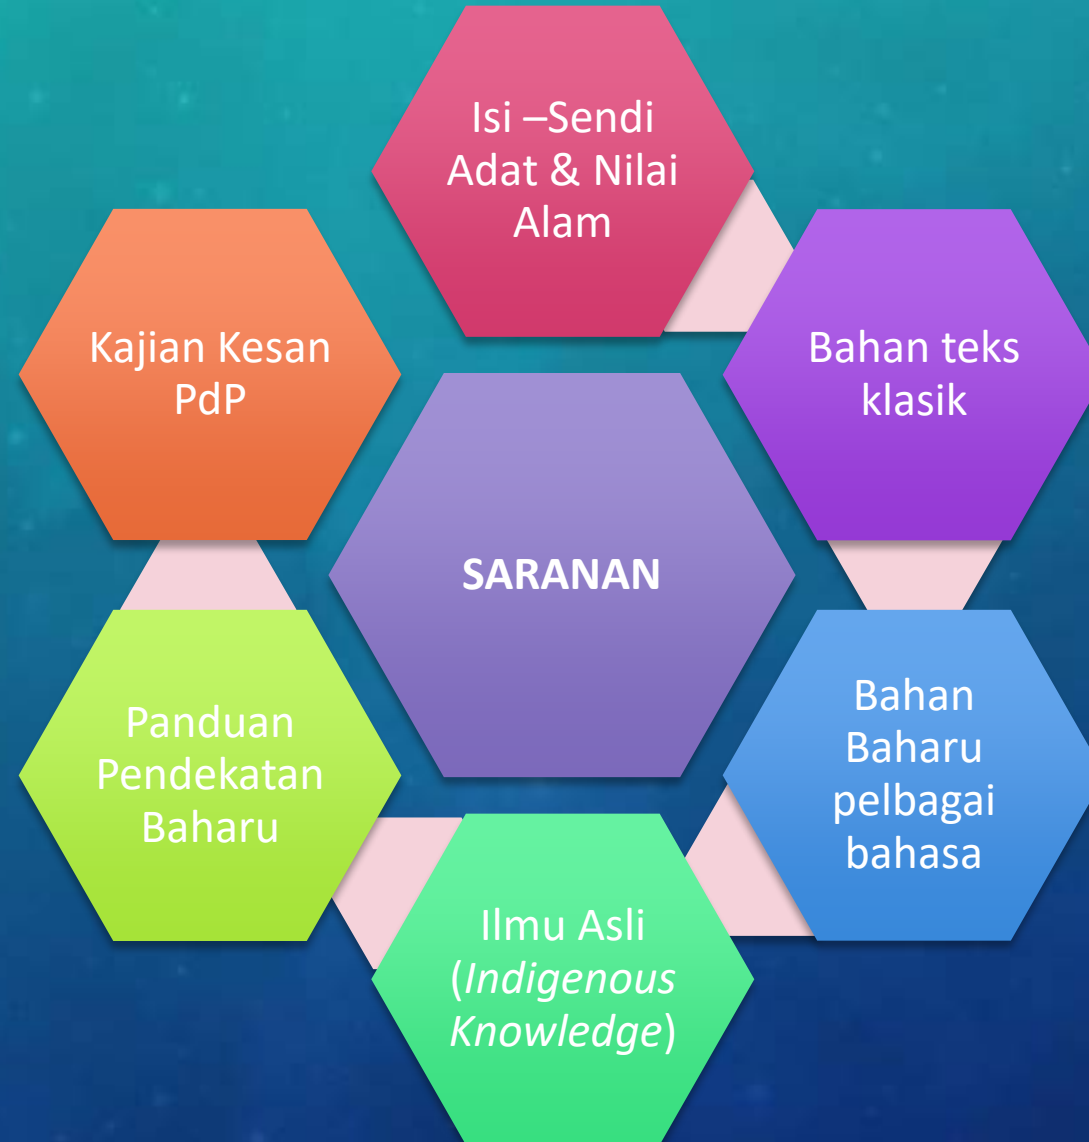 Isi –Sendi
Adat & Nilai
Alam
Bahan teks
klasik
Bahan
Baharu
pelbagai
bahasa
Ilmu Asli
(Indigenous
Knowledge)
Panduan
Pendekatan
Baharu
Kajian Kesan
PdP
SARANAN